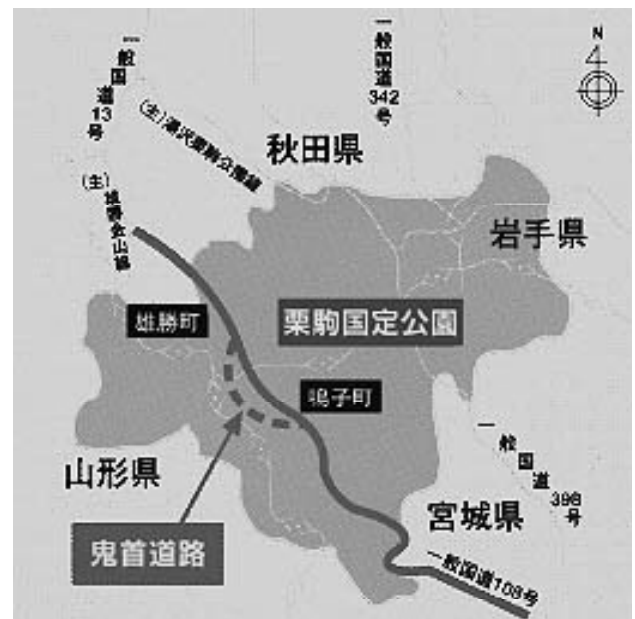 一般国道13号
一般国道342号
N
(主)湯沢栗駒公園線
秋田県
(主)雄勝金山線
岩手県
雄勝町
栗駒国定公園
鳴子町
山形県
一般国道398号
宮城県
鬼首道路
一般国道108号